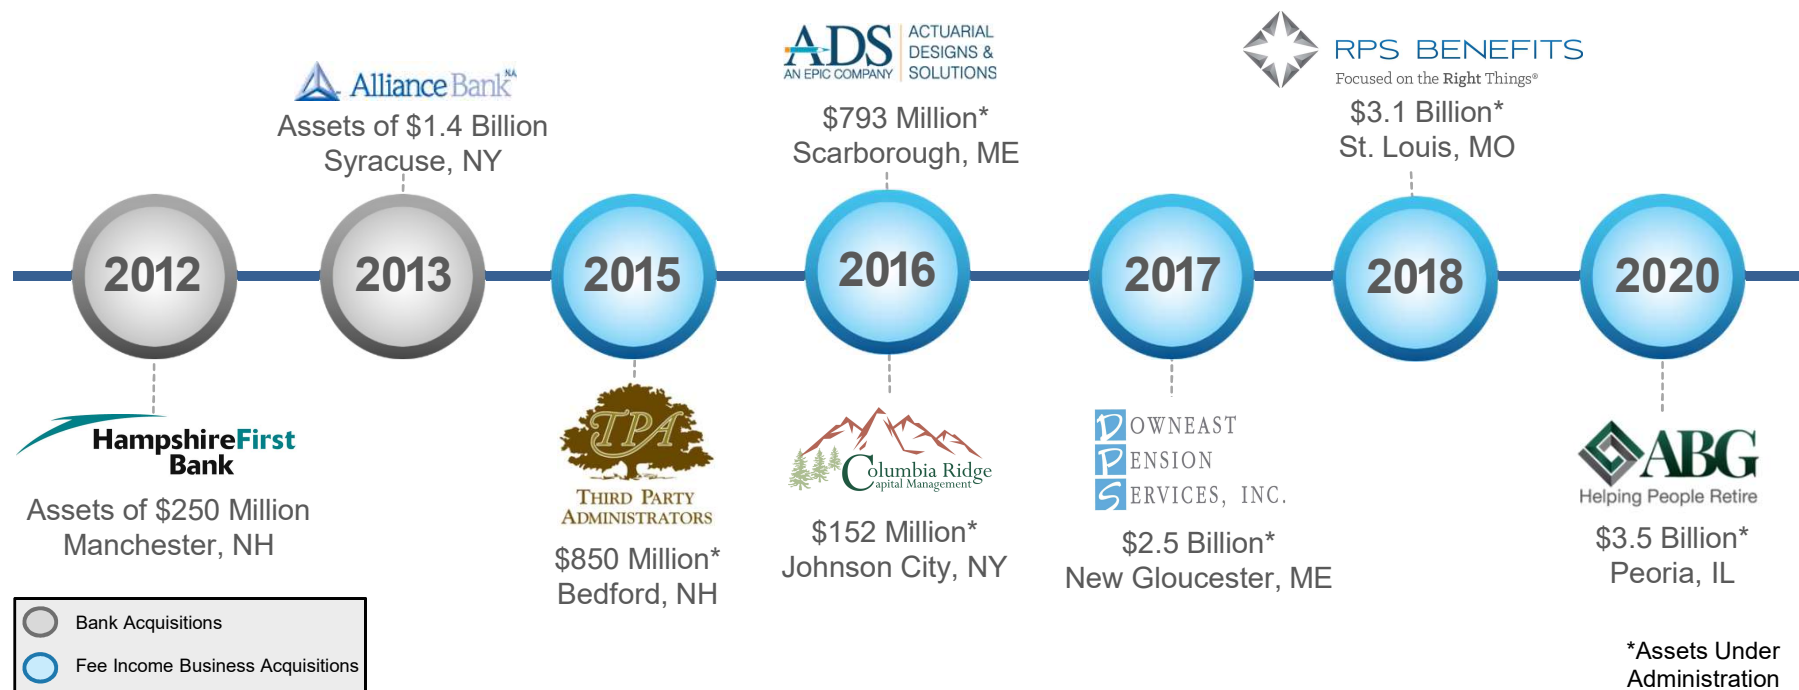 Alliance Bank NA
Assets of $1.4 Billion
Syracuse, NY
ADS
AN EPIC COMPANY
ACTUARIAL
DESIGNS &
SOLUTIONS
$793 Million*
Scarborough, ME
RPS BENEFITS
Focused on the Right Things®
$3.1 Billion*
St. Louis, MO
2012
2013
2015
2016
2017
2018
2020
HampshireFirst
Bank
Assets of $250 Million
Manchester, NH
TPA
THIRD PARTY
ADMINISTRATORS
$850 Million*
Bedford, NH
Columbia Ridge
Capital Management
$152 Million*
Johnson City, NY
DOWNEAST
PENSION
SERVICES, INC.
$2.5 Billion*
New Gloucester, ME
ABG
Helping People Retire
$3.5 Billion*
Peoria, IL
Bank Acquisitions
Fee Income Business Acquisitions
*Assets Under
Administration